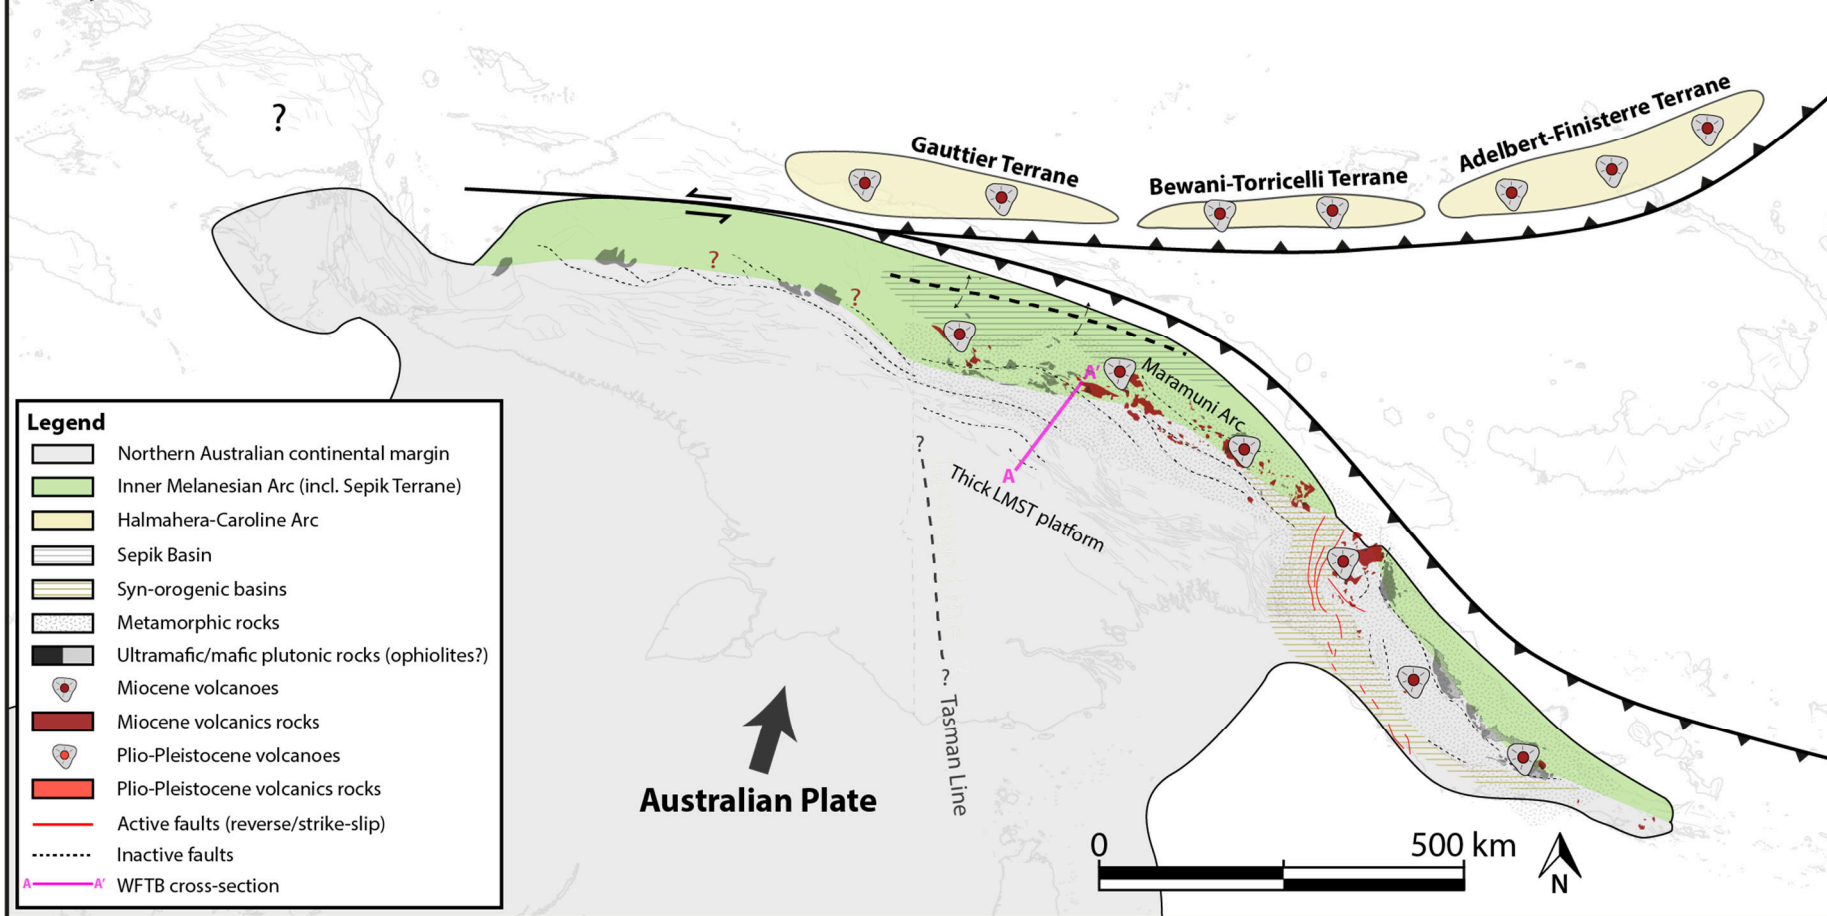 ?
Gauttier Terrane
Bewani-Torricelli Terrane
Adelbert-Finisterre Terrane
?
?
A'
Maramuni Arc
?
A
Thick LMST platform
? Tasman Line
Australian Plate
0 500 km
N
Legend
Northern Australian continental margin
Inner Melanesian Arc (incl. Sepik Terrane)
Halmahera-Caroline Arc
Sepik Basin
Syn-orogenic basins
Metamorphic rocks
Ultramafic/mafic plutonic rocks (ophiolites?)
Miocene volcanoes
Miocene volcanics rocks
Plio-Pleistocene volcanoes
Plio-Pleistocene volcanics rocks
Active faults (reverse/strike-slip)
Inactive faults
A A' WFTB cross-section